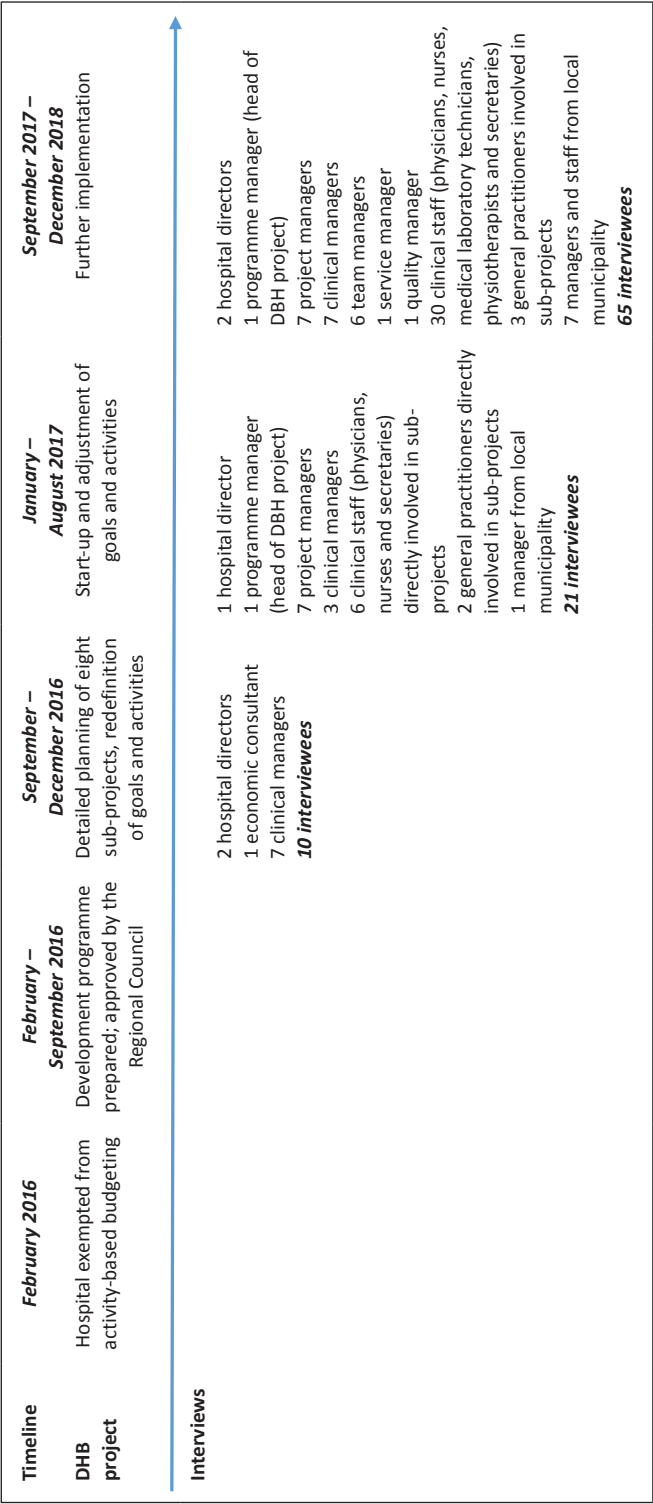 Timeline
February 2016
February –
September 2016
September –
December 2016
January –
August 2017
September 2017 –
December 2018
DHB
project
Hospital exempted from
activity-based budgeting
Development programme
prepared; approved by the
Regional Council
Detailed planning of eight
sub-projects, redefinition
of goals and activities
Start-up and adjustment of
goals and activities
Further implementation
Interviews
2 hospital directors
1 economic consultant
7 clinical managers
10 interviewees
1 hospital director
1 programme manager
(head of DBH project)
7 project managers
3 clinical managers
6 clinical staff (physicians,
nurses and secretaries)
directly involved in sub-
projects
2 general practitioners directly
involved in sub-projects
1 manager from local
municipality
21 interviewees
2 hospital directors
1 programme manager (head of
DBH project)
7 project managers
7 clinical managers
6 team managers
1 service manager
1 quality manager
30 clinical staff (physicians, nurses,
medical laboratory technicians,
physiotherapists and secretaries)
3 general practitioners involved in
sub-projects
7 managers and staff from local
municipality
65 interviewees